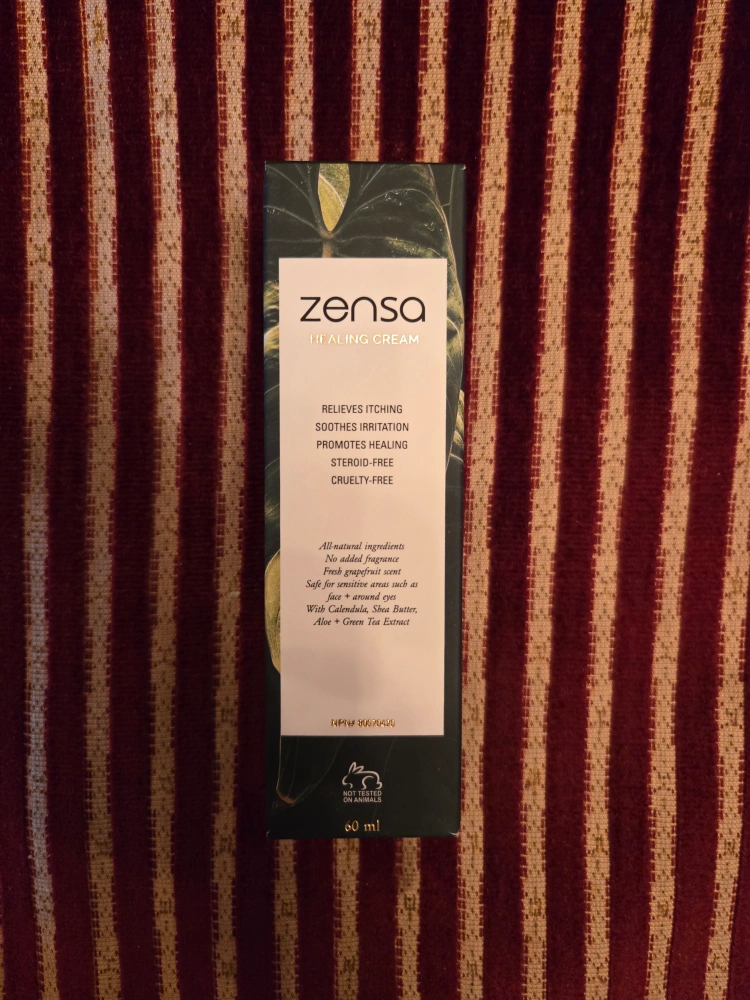 zensa
HEALING CREAM
RELIEVES ITCHING
SOOTHES IRRITATION
PROMOTES HEALING
STEROID-FREE
CRUELTY-FREE
All-natural ingredients
No added fragrance
Fresh grapefruit scent
Safe for sensitive areas such as
face + around eyes
With Calendula, Shea Butter,
Aloe + Green Tea Extract
NOT TESTED
ON ANIMALS
60 ml